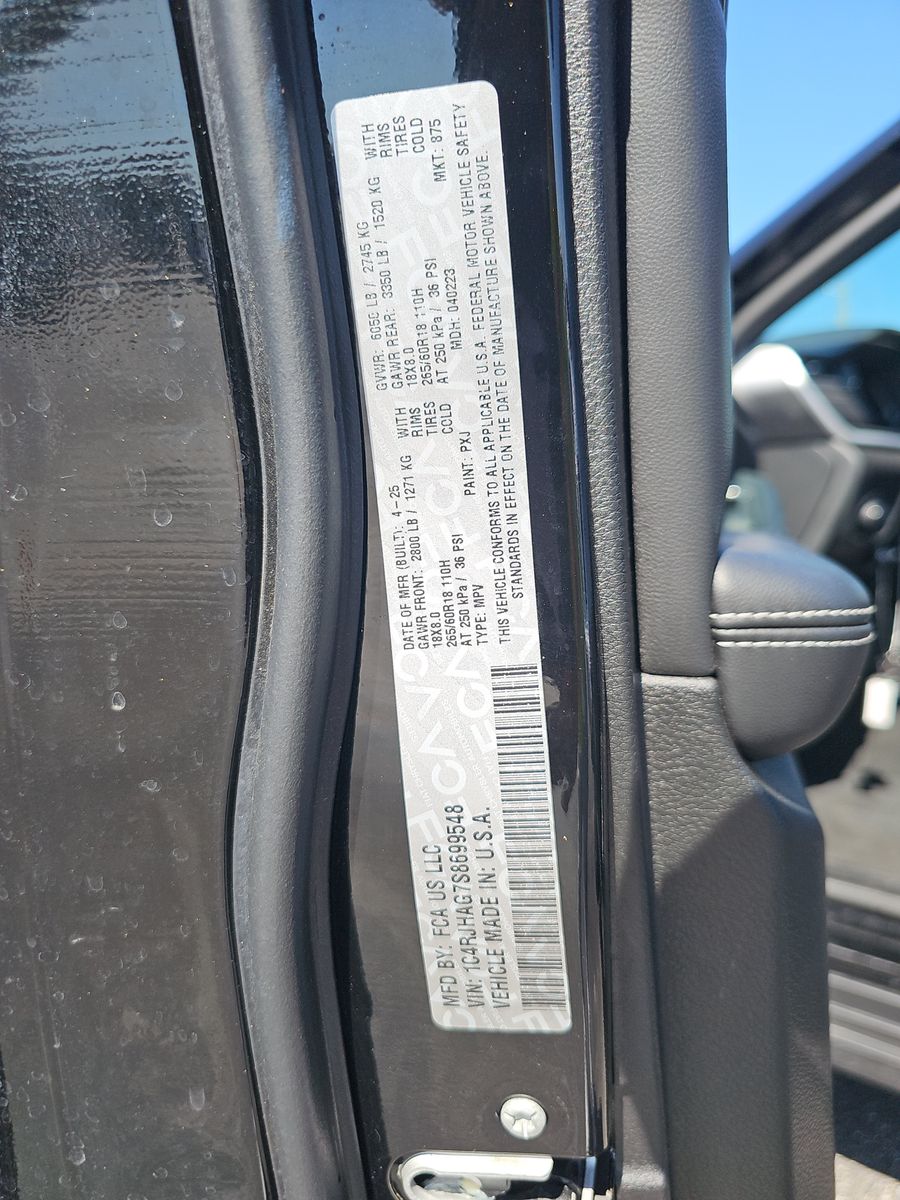 MFD BY: FCA US LLC
VIN: 1C4RJHAG7S8699548
VEHICLE MADE IN: U.S.A.
DATE OF MFR (BUILT): 4-25
GVWR: 6050 LB / 2745 KG
GAWR FRONT: 2800 LB / 1271 KG WITH
GAWR REAR: 3350 LB / 1520 KG WITH
18X8.0 RIMS
18X8.0 RIMS
265/60R18 110H TIRES
265/60R18 110H TIRES
AT 250 kPa / 36 PSI COLD
AT 250 kPa / 36 PSI COLD
TYPE: MPV PAINT: PXJ MDH: 040223 MKT: 875
THIS VEHICLE CONFORMS TO ALL APPLICABLE U.S.A. FEDERAL MOTOR VEHICLE SAFETY
STANDARDS IN EFFECT ON THE DATE OF MANUFACTURE SHOWN ABOVE.